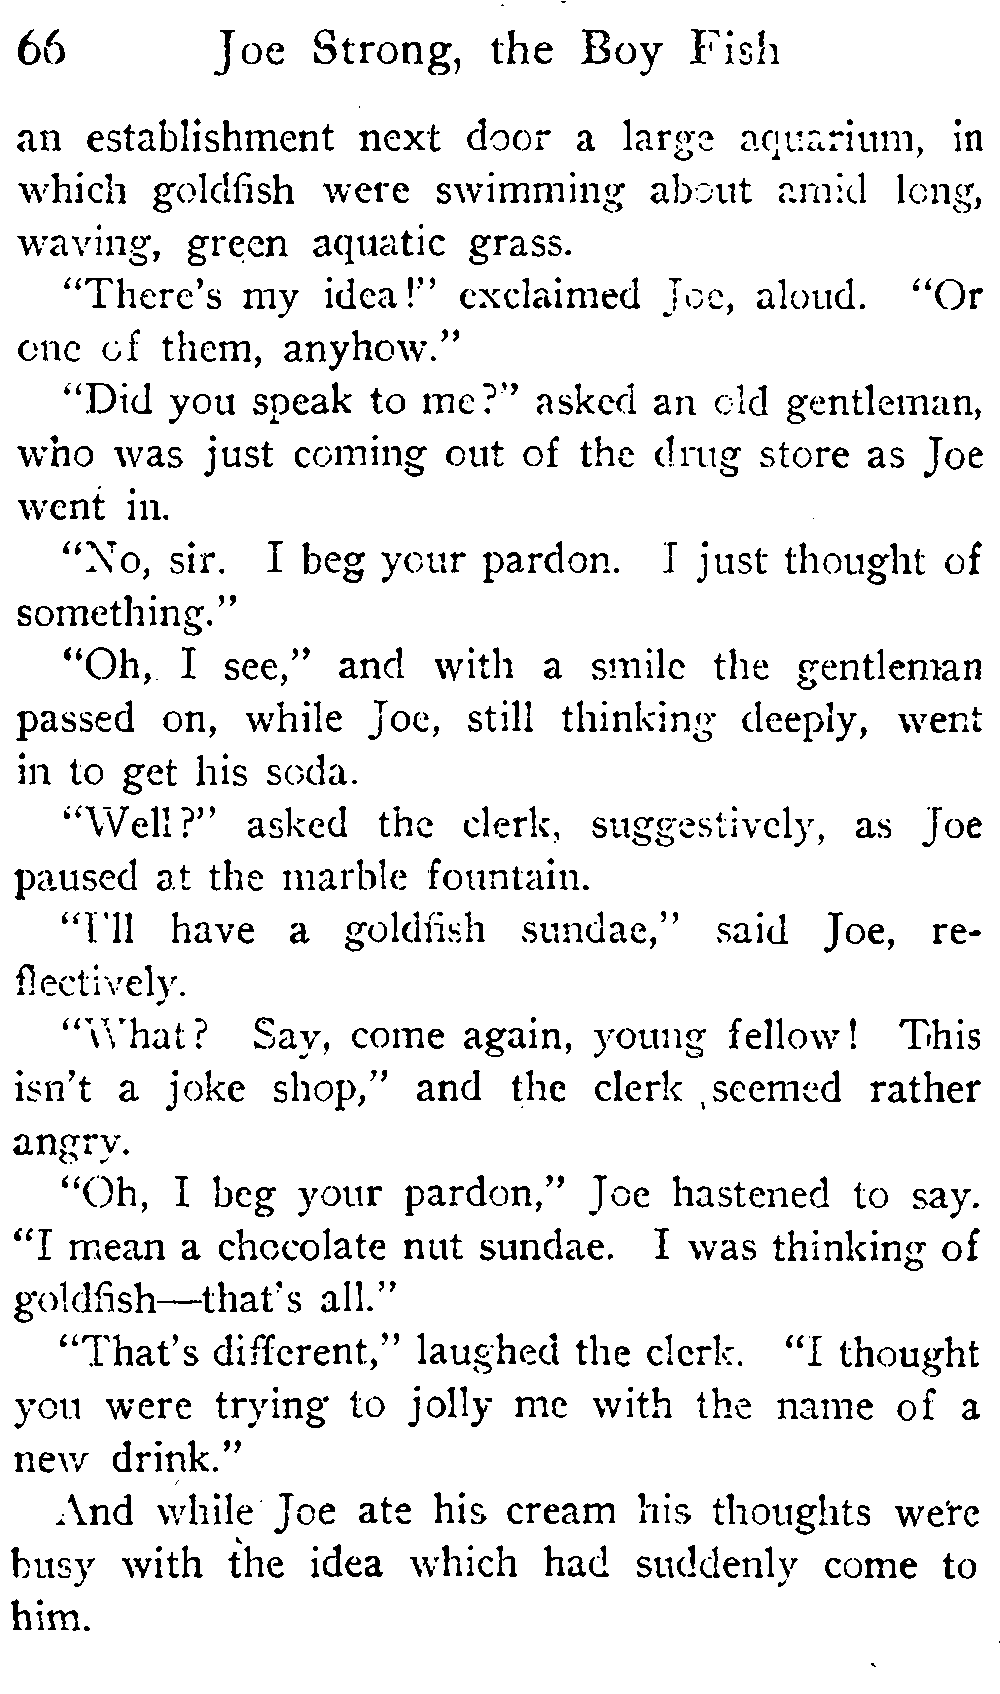 66 Joe Strong, the Boy Fish
an establishment next door a large aquarium, in
which goldfish were swimming about amid long,
waving, green aquatic grass.
“There’s my idea!” exclaimed Joe, aloud. “Or
one of them, anyhow.”
“Did you speak to me?” asked an old gentleman,
who was just coming out of the drug store as Joe
went in.
“No, sir. I beg your pardon. I just thought of
something.”
“Oh, I see,” and with a smile the gentleman
passed on, while Joe, still thinking deeply, went
in to get his soda.
“Well?” asked the clerk, suggestively, as Joe
paused at the marble fountain.
“I’ll have a goldfish sundae,” said Joe, re-
flectively.
“What? Say, come again, young fellow! This
isn’t a joke shop,” and the clerk seemed rather
angry.
“Oh, I beg your pardon,” Joe hastened to say.
“I mean a chocolate nut sundae. I was thinking of
goldfish—that’s all.”
“That’s different,” laughed the clerk. “I thought
you were trying to jolly me with the name of a
new drink.”
And while Joe ate his cream his thoughts were
busy with the idea which had suddenly come to
him.